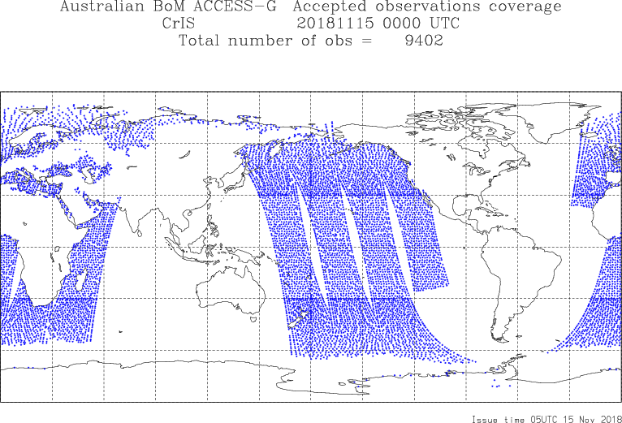 Australian BoM ACCESS-G Accepted observations coverage
CrIS 20181115 0000 UTC
Total number of obs = 9402
Issue time 05UTC 15 Nov 2018